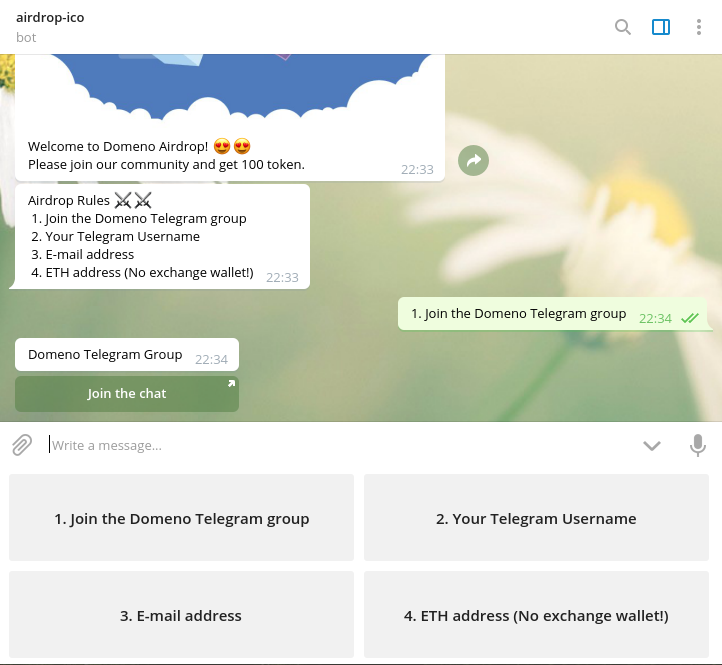 airdrop-ico
bot
Welcome to Domeno Airdrop! 😍😍
Please join our community and get 100 token.
22:33
Airdrop Rules ⚔⚔
1. Join the Domeno Telegram group
2. Your Telegram Username
3. E-mail address
4. ETH address (No exchange wallet!)
22:33
1. Join the Domeno Telegram group
22:34
Domeno Telegram Group
22:34
Join the chat
Write a message...
1. Join the Domeno Telegram group
2. Your Telegram Username
3. E-mail address
4. ETH address (No exchange wallet!)